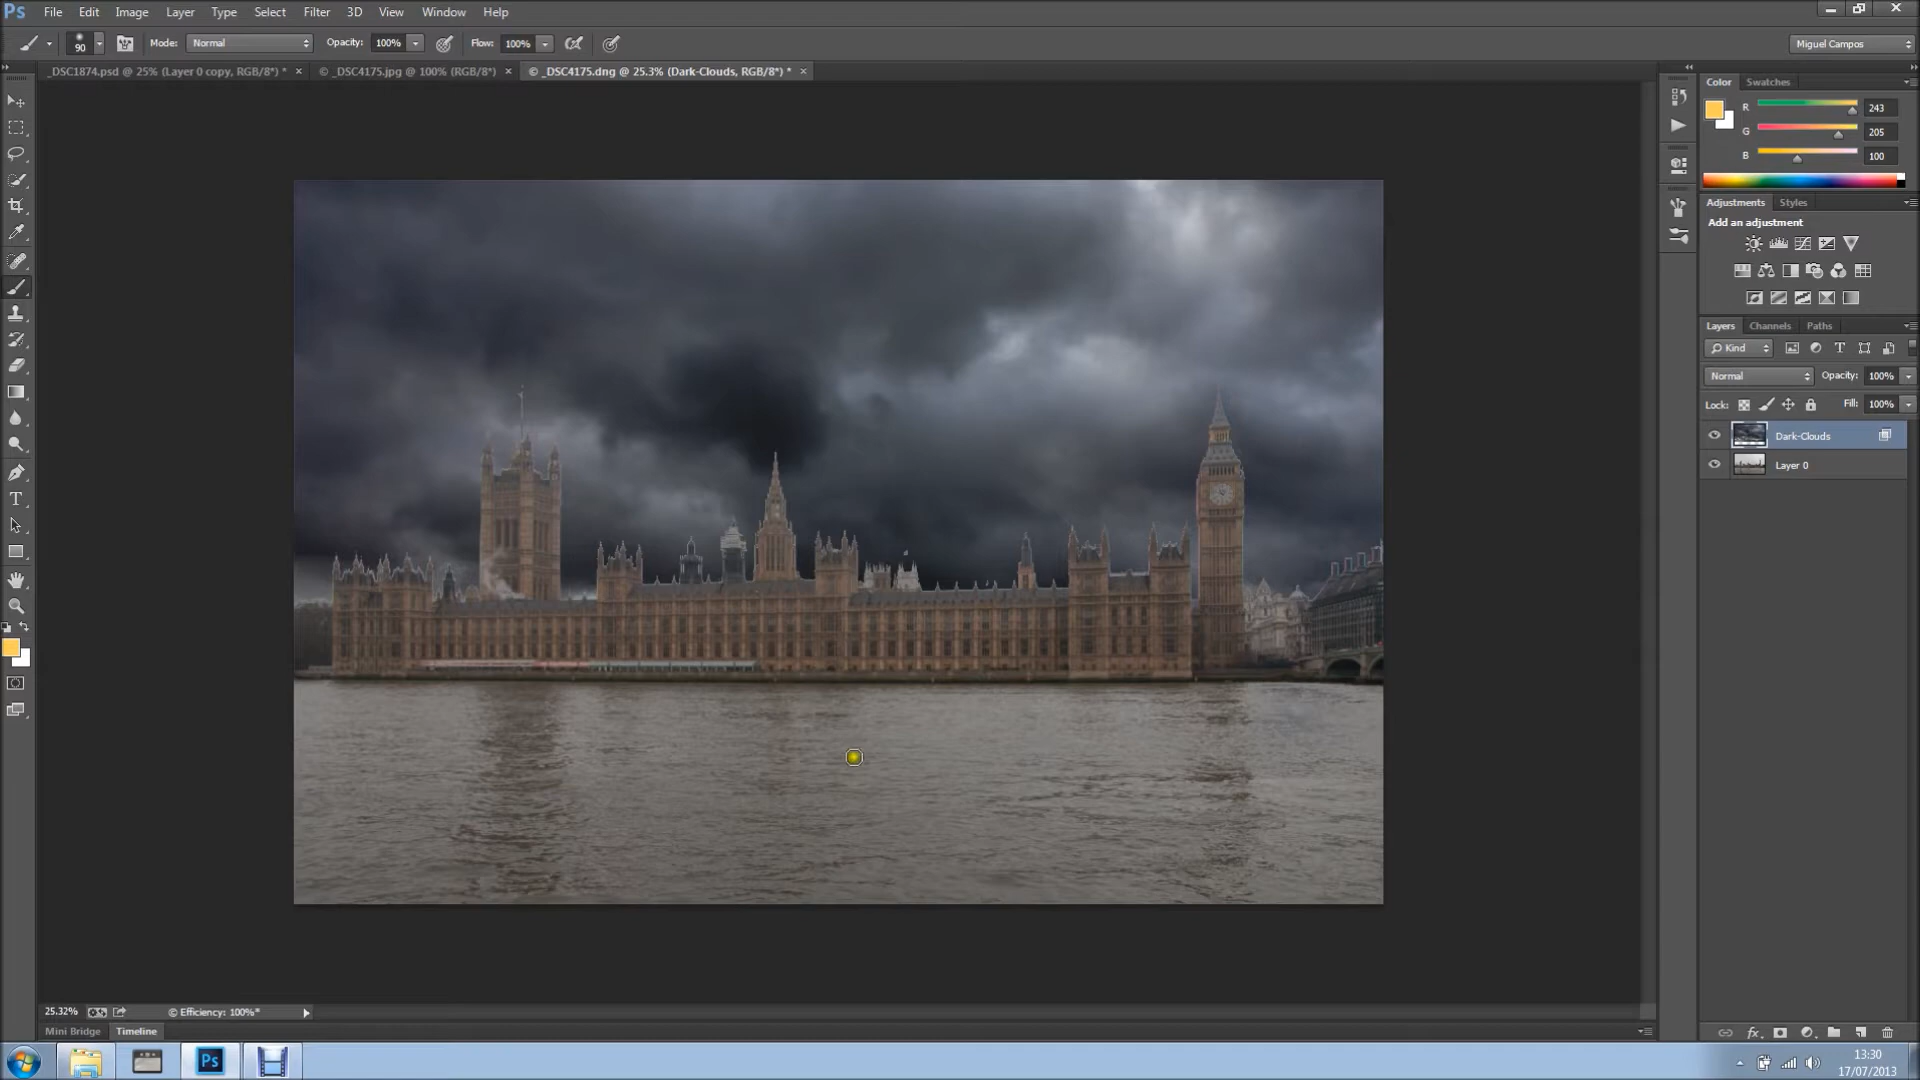 Ps File Edit Image Layer Type Select Filter 3D View Window Help
90 Mode: Normal Opacity: 100% Flow: 100% Miguel Campos
_DSC1874.psd @ 25% (Layer 0 copy, RGB/8*) * × © _DSC4175.jpg @ 100% (RGB/8*) × © _DSC4175.dng @ 25.3% (Dark-Clouds, RGB/8*) * ×
Color Swatches
R 243
G 205
B 100
Adjustments Styles
Add an adjustment
Layers Channels Paths
Kind
Normal Opacity: 100%
Lock: Fill: 100%
Dark-Clouds
Layer 0
25.32% © Efficiency: 100%*
Mini Bridge Timeline
Ps
13:30
17/07/2013